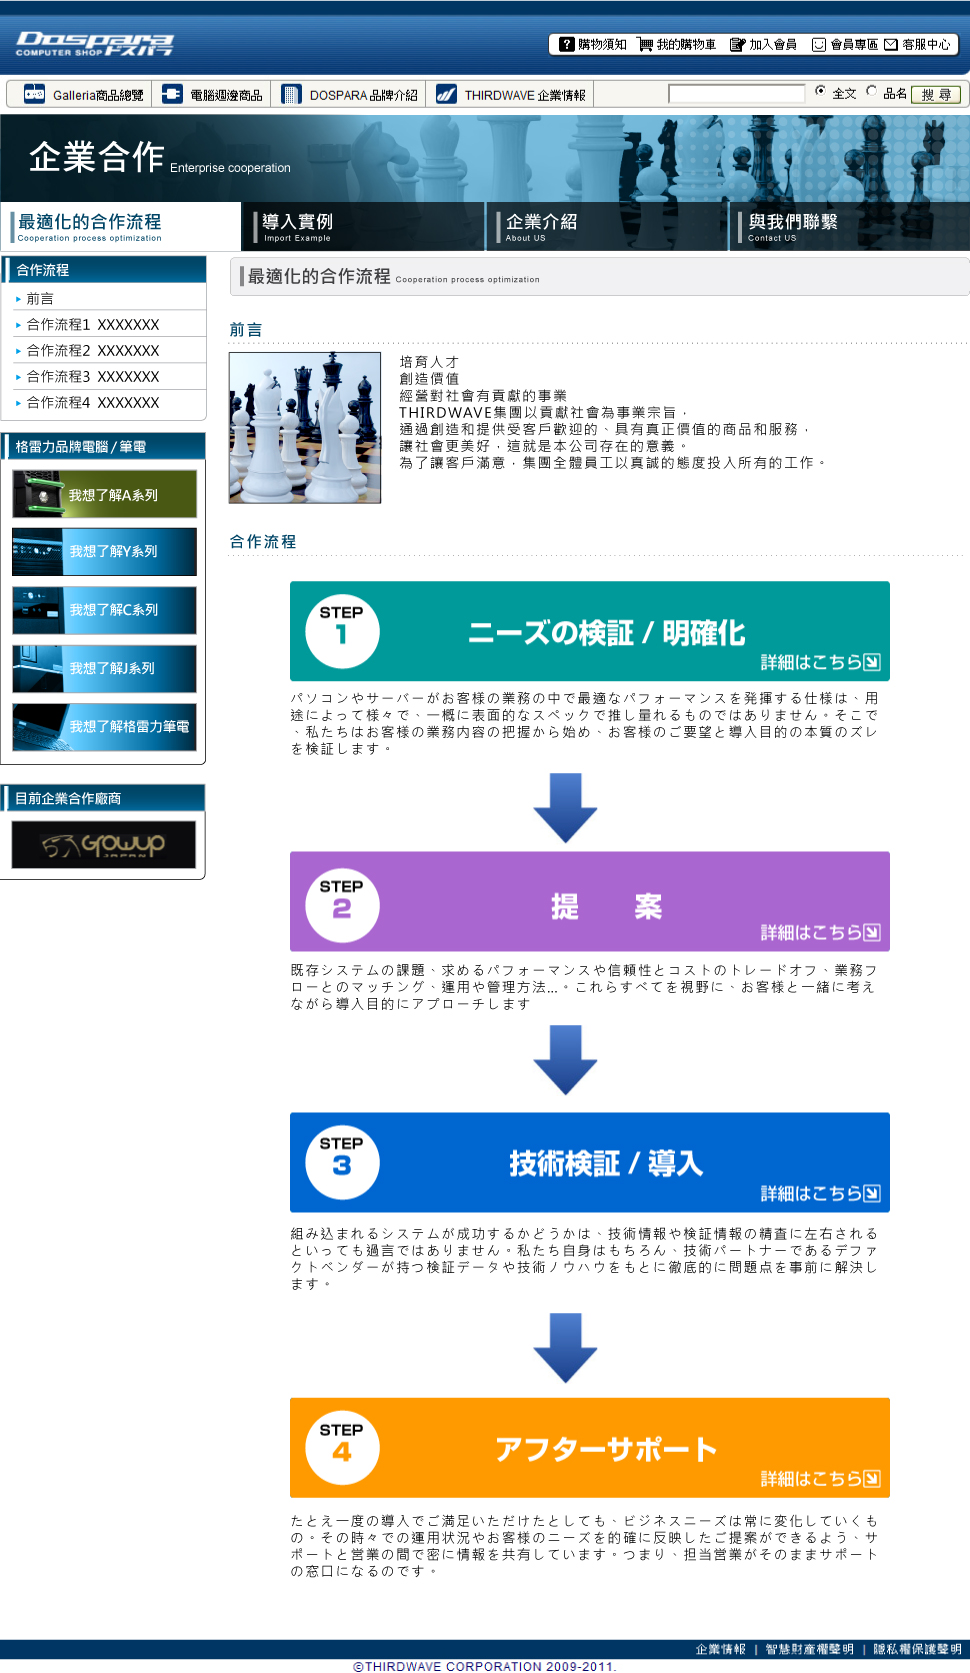 Dospara
COMPUTER SHOP ドスパラ
購物須知 我的購物車 加入會員 會員專區 客服中心
Galleria商品總覽 電腦週邊商品 DOSPARA 品牌介紹 THIRDWAVE 企業情報 全文 品名 搜尋
企業合作 Enterprise cooperation
最適化的合作流程 導入實例 企業介紹 與我們聯繫
Cooperation process optimization Import Example About US Contact US
合作流程
前言
合作流程1 XXXXXXX
合作流程2 XXXXXXX
合作流程3 XXXXXXX
合作流程4 XXXXXXX
格雷力品牌電腦 / 筆電
我想了解A系列
我想了解Y系列
我想了解C系列
我想了解J系列
我想了解格雷力筆電
目前企業合作廠商
Growup
JAPAN
最適化的合作流程 Cooperation process optimization
前言
培育人才
創造價值
經營對社會有貢獻的事業
THIRDWAVE集團以貢獻社會為事業宗旨，
通過創造和提供受客戶歡迎的、具有真正價值的商品和服務，
讓社會更美好，這就是本公司存在的意義。
為了讓客戶滿意，集團全體員工以真誠的態度投入所有的工作。
合作流程
STEP
1
ニーズの検証 / 明確化
詳細はこちら
パソコンやサーバーがお客様の業務の中で最適なパフォーマンスを発揮する仕様は、用
途によって様々で、一概に表面的なスペックで推し量れるものではありません。そこで
、私たちはお客様の業務内容の把握から始め、お客様のご要望と導入目的の本質のズレ
を検証します。
STEP
2
提 案
詳細はこちら
既存システムの課題、求めるパフォーマンスや信頼性とコストのトレードオフ、業務フ
ローとのマッチング、運用や管理方法...。これらすべてを視野に、お客様と一緒に考え
ながら導入目的にアプローチします
STEP
3
技術検証 / 導入
詳細はこちら
組み込まれるシステムが成功するかどうかは、技術情報や検証情報の精査に左右される
といっても過言ではありません。私たち自身はもちろん、技術パートナーであるデファ
クトベンダーが持つ検証データや技術ノウハウをもとに徹底的に問題点を事前に解決し
ます。
STEP
4
アフターサポート
詳細はこちら
たとえ一度の導入でご満足いただけたとしても、ビジネスニーズは常に変化していくも
の。その時々での運用状況やお客様のニーズを的確に反映したご提案ができるよう、サ
ポートと営業の間で密に情報を共有しています。つまり、担当営業がそのままサポート
の窓口になるのです。
企業情報 | 智慧財產權聲明 | 隱私權保護聲明
©THIRDWAVE CORPORATION 2009-2011.